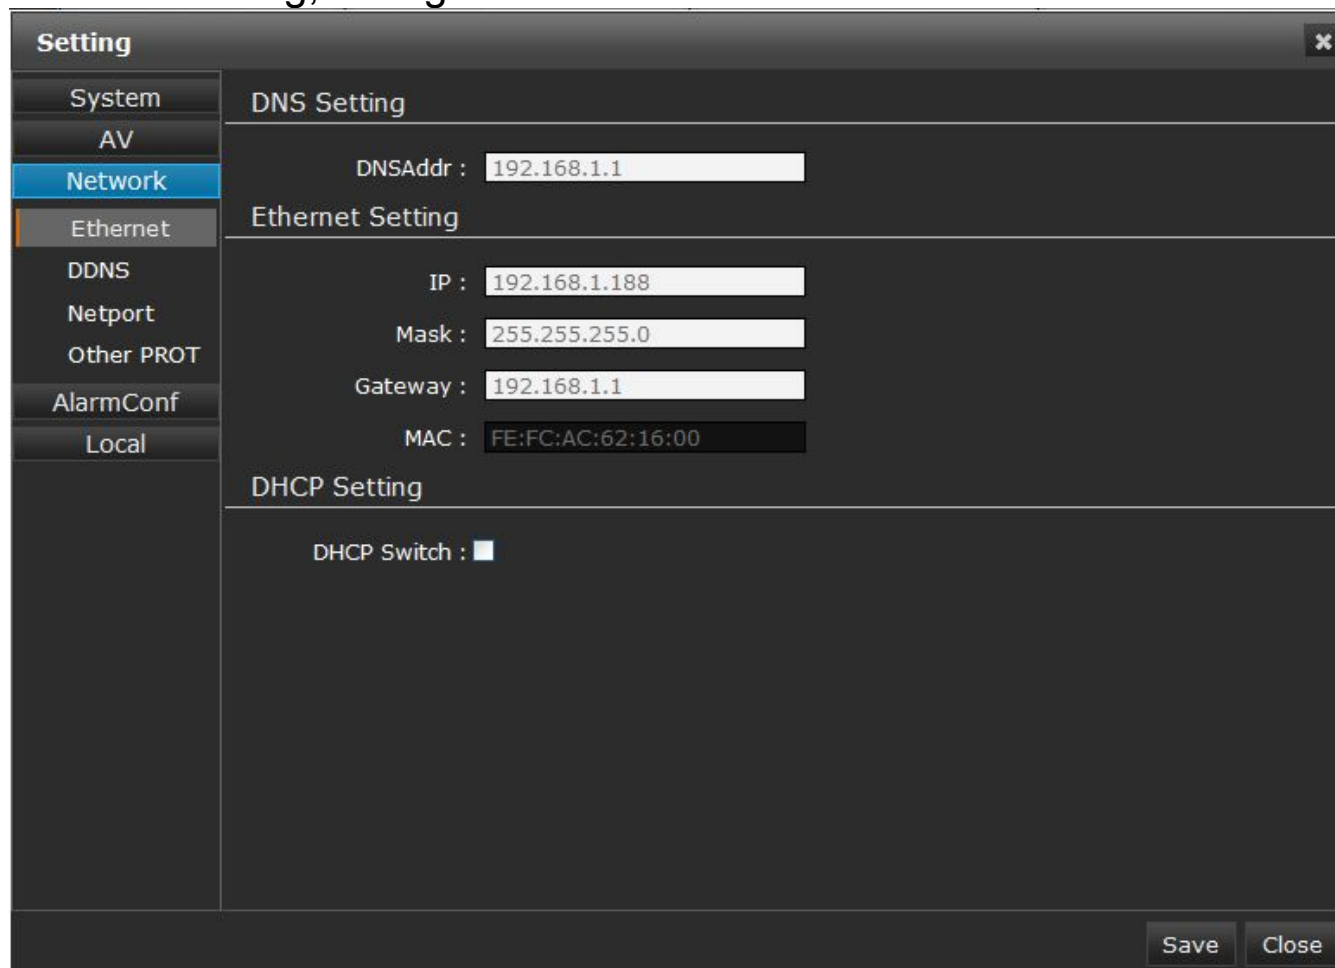 Setting
System
AV
Network
Ethernet
DDNS
Netport
Other PROT
AlarmConf
Local
DNS Setting
DNSAddr : 192.168.1.1
Ethernet Setting
IP : 192.168.1.188
Mask : 255.255.255.0
Gateway : 192.168.1.1
MAC : FE:FC:AC:62:16:00
DHCP Setting
DHCP Switch :
Save Close